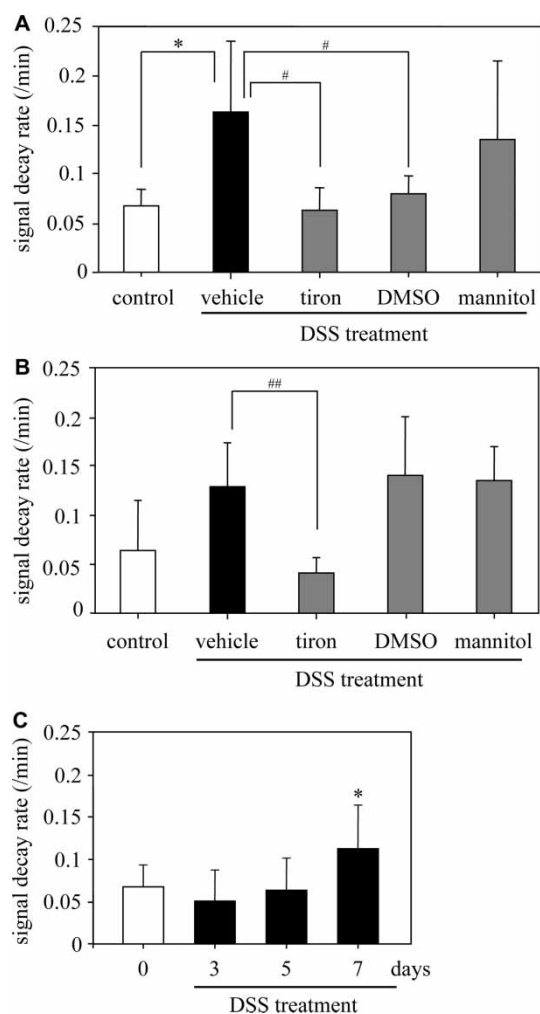 A
signal decay rate (/min)
0.25
0.2
0.15
0.1
0.05
0
*
#
#
control vehicle tiron DMSO mannitol
DSS treatment
B
signal decay rate (/min)
0.25
0.2
0.15
0.1
0.05
0
##
control vehicle tiron DMSO mannitol
DSS treatment
C
signal decay rate (/min)
0.25
0.2
0.15
0.1
0.05
0
*
0 3 5 7 days
DSS treatment